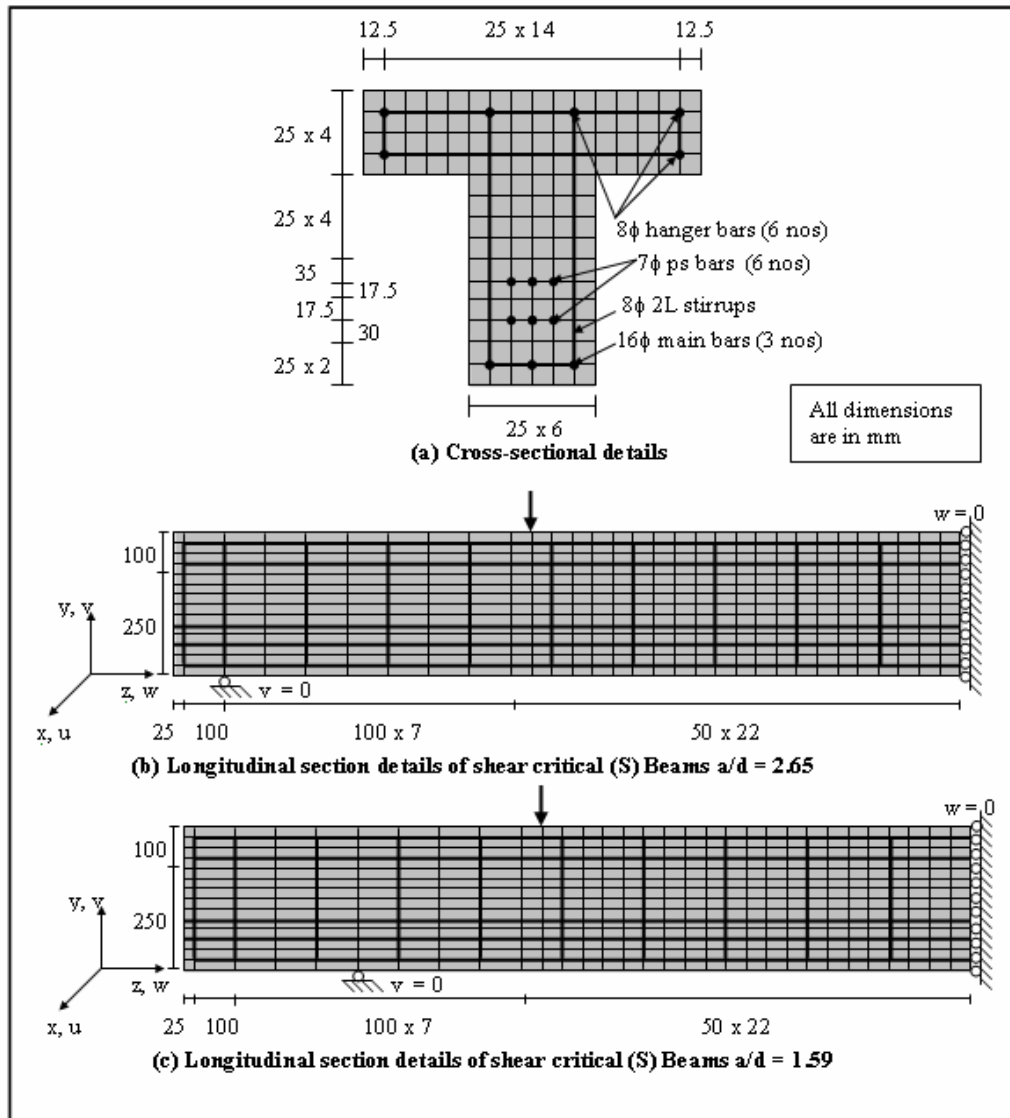 12.5 25 x 14 12.5
25 x 4
25 x 4
8ϕ hanger bars (6 nos)
35
7ϕ ps bars (6 nos)
17.5
17.5
8ϕ 2L stirrups
30
16ϕ main bars (3 nos)
25 x 2
25 x 6
All dimensions
are in mm
(a) Cross-sectional details
w = 0
100
y, v
250
z, w
v = 0
x, u
25 100 100 x 7 50 x 22
(b) Longitudinal section details of shear critical (S) Beams a/d = 2.65
w = 0
100
y, v
250
z, w
v = 0
x, u
25 100 100 x 7 50 x 22
(c) Longitudinal section details of shear critical (S) Beams a/d = 1.59